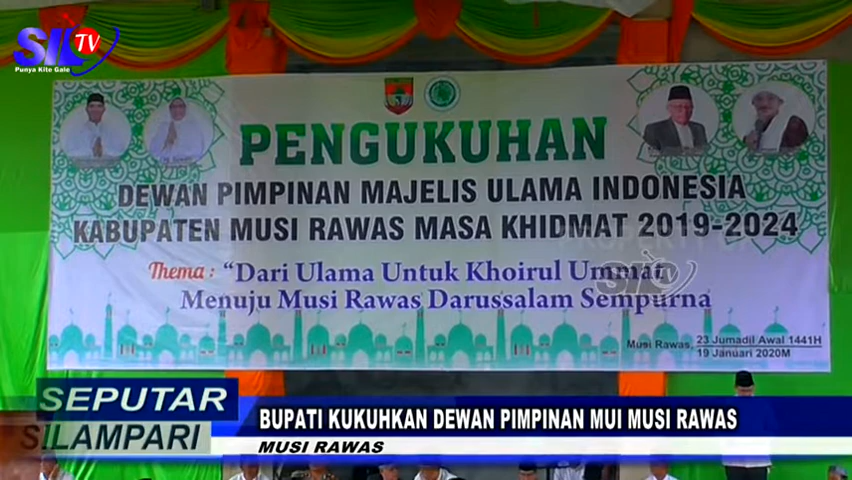 SILTV
Punya Kite Gale
PENGUKUHAN
DEWAN PIMPINAN MAJELIS ULAMA INDONESIA
KABUPATEN MUSI RAWAS MASA KHIDMAT 2019-2024
Thema : "Dari Ulama Untuk Khoirul Ummat
Menuju Musi Rawas Darussalam Sempurna
Musi Rawas, 23 Jumadil Awal 1441H
19 Januari 2020M
SILTV
SEPUTAR
SILAMPARI
BUPATI KUKUHKAN DEWAN PIMPINAN MUI MUSI RAWAS
MUSI RAWAS